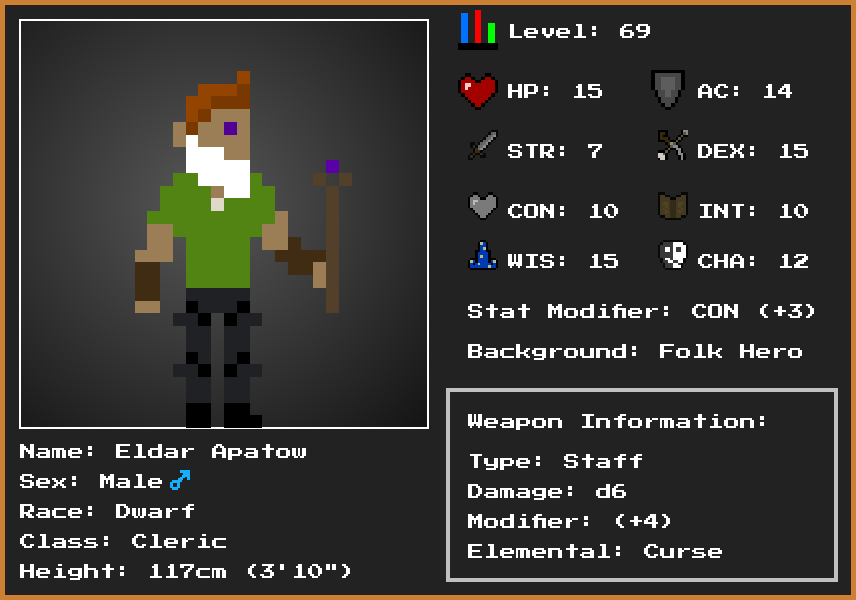 Level: 69
HP: 15
AC: 14
STR: 7
DEX: 15
CON: 10
INT: 10
WIS: 15
CHA: 12
Stat Modifier: CON (+3)
Background: Folk Hero
Weapon Information:
Type: Staff
Damage: d6
Modifier: (+4)
Elemental: Curse
Name: Eldar Apatow
Sex: Male♂
Race: Dwarf
Class: Cleric
Height: 117cm (3'10")